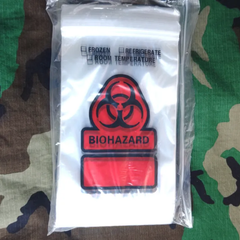 FROZEN REFRIGERATE
ROOM TEMPERATURE
BIOHAZARD